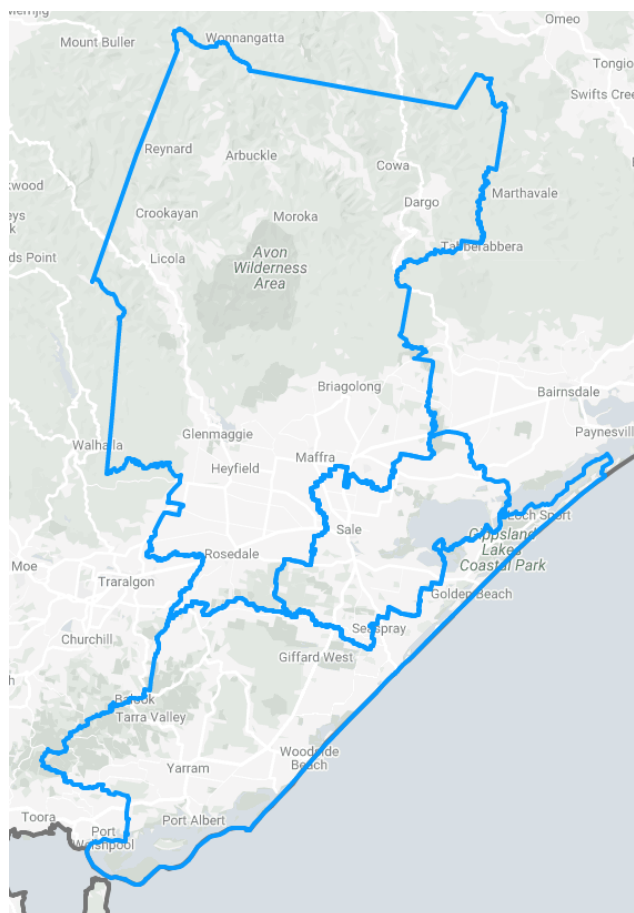 Omeo
Wonnangatta
Mount Buller
Tongio
Swifts Cree
Reynard
Arbuckle
Cowa
Marthavale
Dargo
Crookayan
Moroka
Tabberabbera
Licola
Avon
Wilderness
Area
ds Point
Briagolong
Bairnsdale
Paynesvill
Glenmaggie
Walhalla
Maffra
Heyfield
Loch Sport
Sale
Gippsland
Lakes
Coastal Park
Rosedale
Moe
Traralgon
Golden Beach
Churchill
Seaspray
Giffard West
Tarra Valley
Woodside
Beach
Yarram
Toora
Port Albert
Port
Welshpool